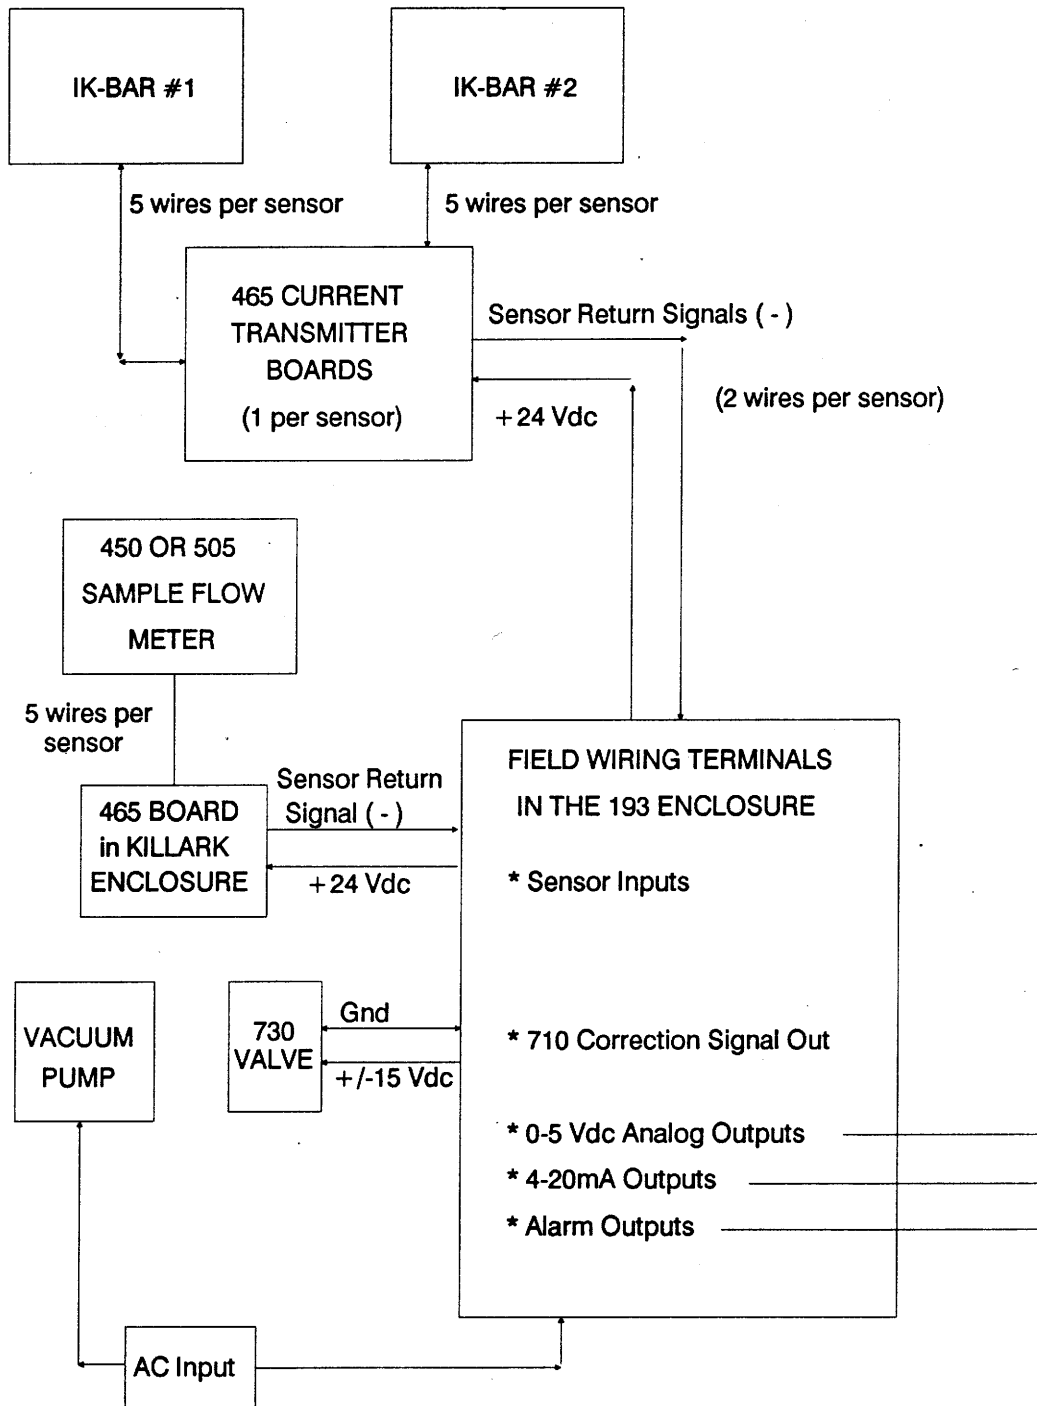 IK-BAR #1
IK-BAR #2
5 wires per sensor
5 wires per sensor
465 CURRENT
TRANSMITTER
BOARDS
(1 per sensor)
Sensor Return Signals ( - )
+24 Vdc
(2 wires per sensor)
450 OR 505
SAMPLE FLOW
METER
5 wires per
sensor
465 BOARD
in KILLARK
ENCLOSURE
Sensor Return
Signal ( - )
+24 Vdc
FIELD WIRING TERMINALS
IN THE 193 ENCLOSURE
* Sensor Inputs
VACUUM
PUMP
730
VALVE
Gnd
+/-15 Vdc
* 710 Correction Signal Out
* 0-5 Vdc Analog Outputs
* 4-20mA Outputs
* Alarm Outputs
AC Input